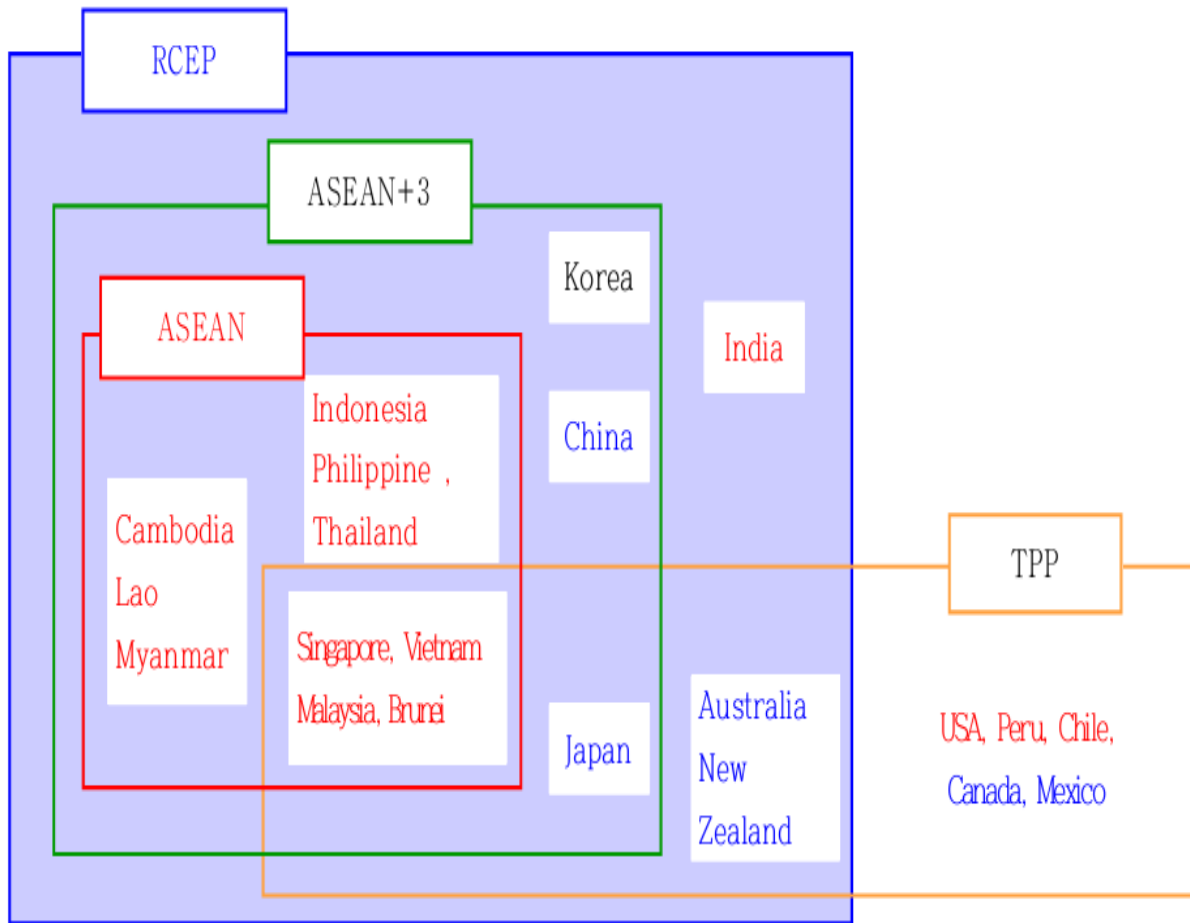 RCEP
ASEAN+3
Korea
ASEAN
India
Indonesia
Philippine ,
Thailand
China
Cambodia
Lao
Myanmar
TPP
Singapore, Vietnam
Malaysia, Brunei
Japan
Australia
New
Zealand
USA, Peru, Chile,
Canada, Mexico